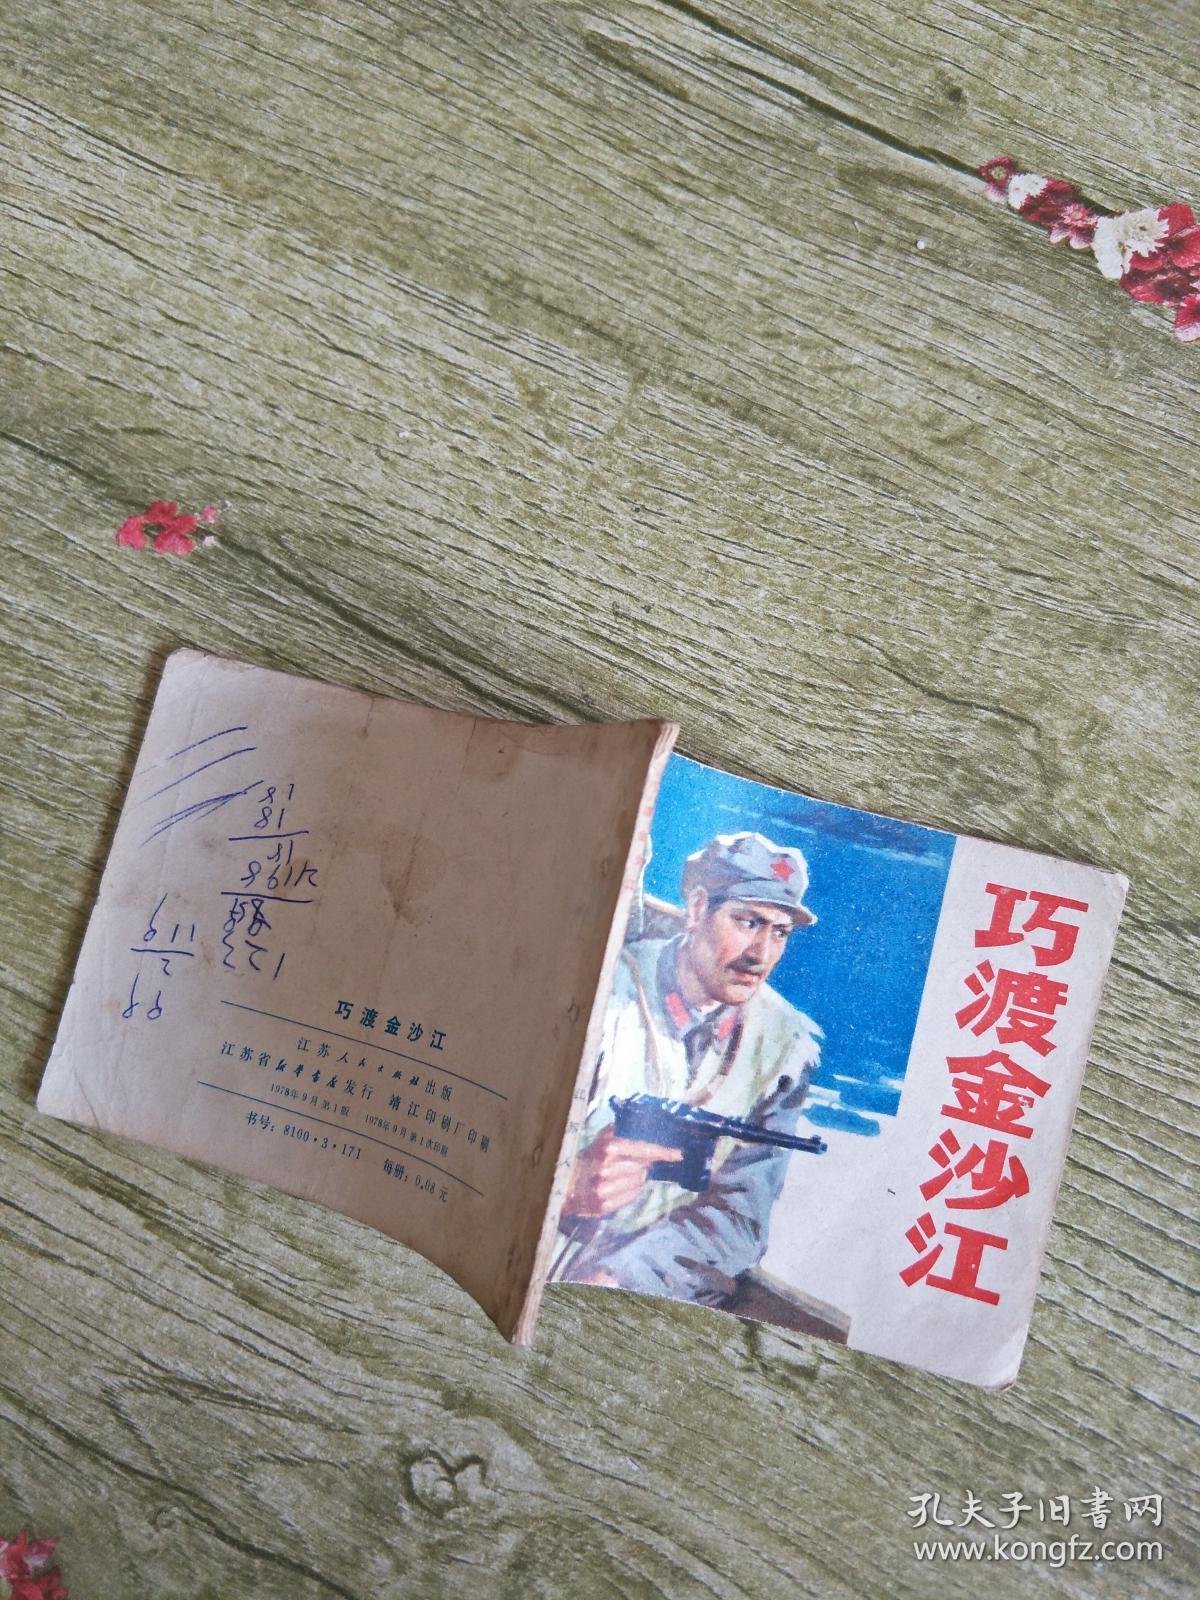 巧渡金沙江
巧渡金沙江
江苏人民出版社出版
江苏省新华书店发行 靖江印刷厂印刷
1978年9月第1版 1978年9月第1次印刷
书号：8100·3·171 每册：0.08元
孔夫子旧書网
www.kongfz.com